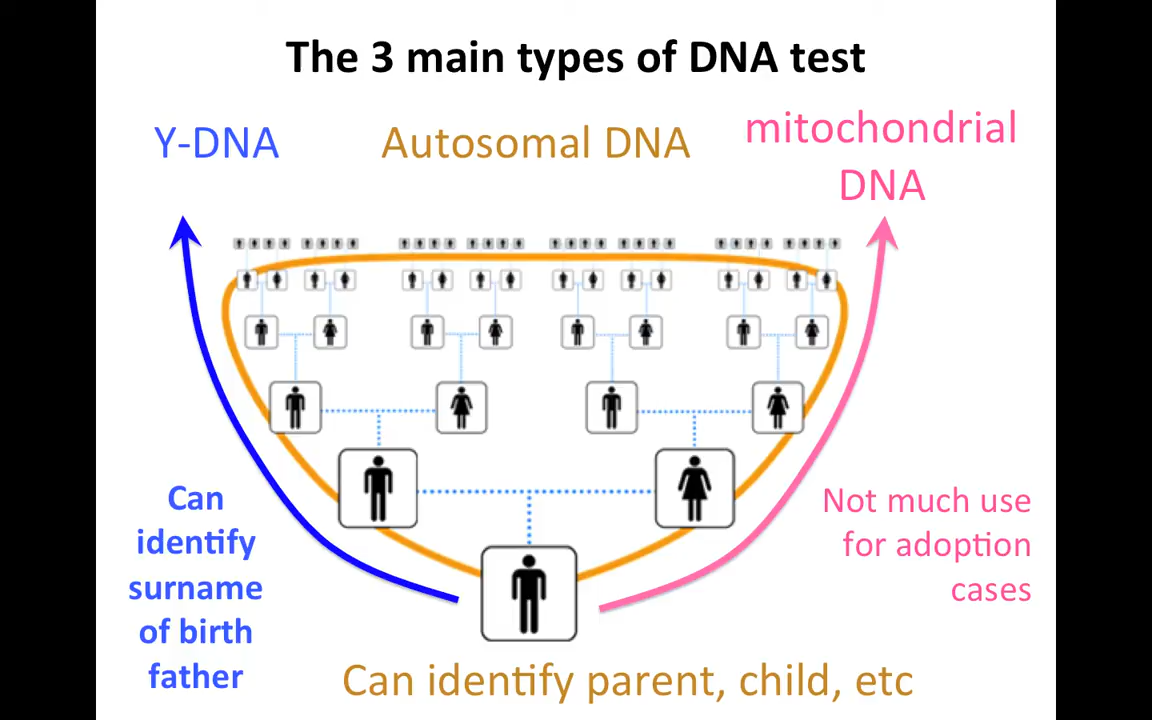 The 3 main types of DNA test
Y-DNA
Autosomal DNA
mitochondrial
DNA
Can
identify
surname
of birth
father
Not much use
for adoption
cases
Can identify parent, child, etc